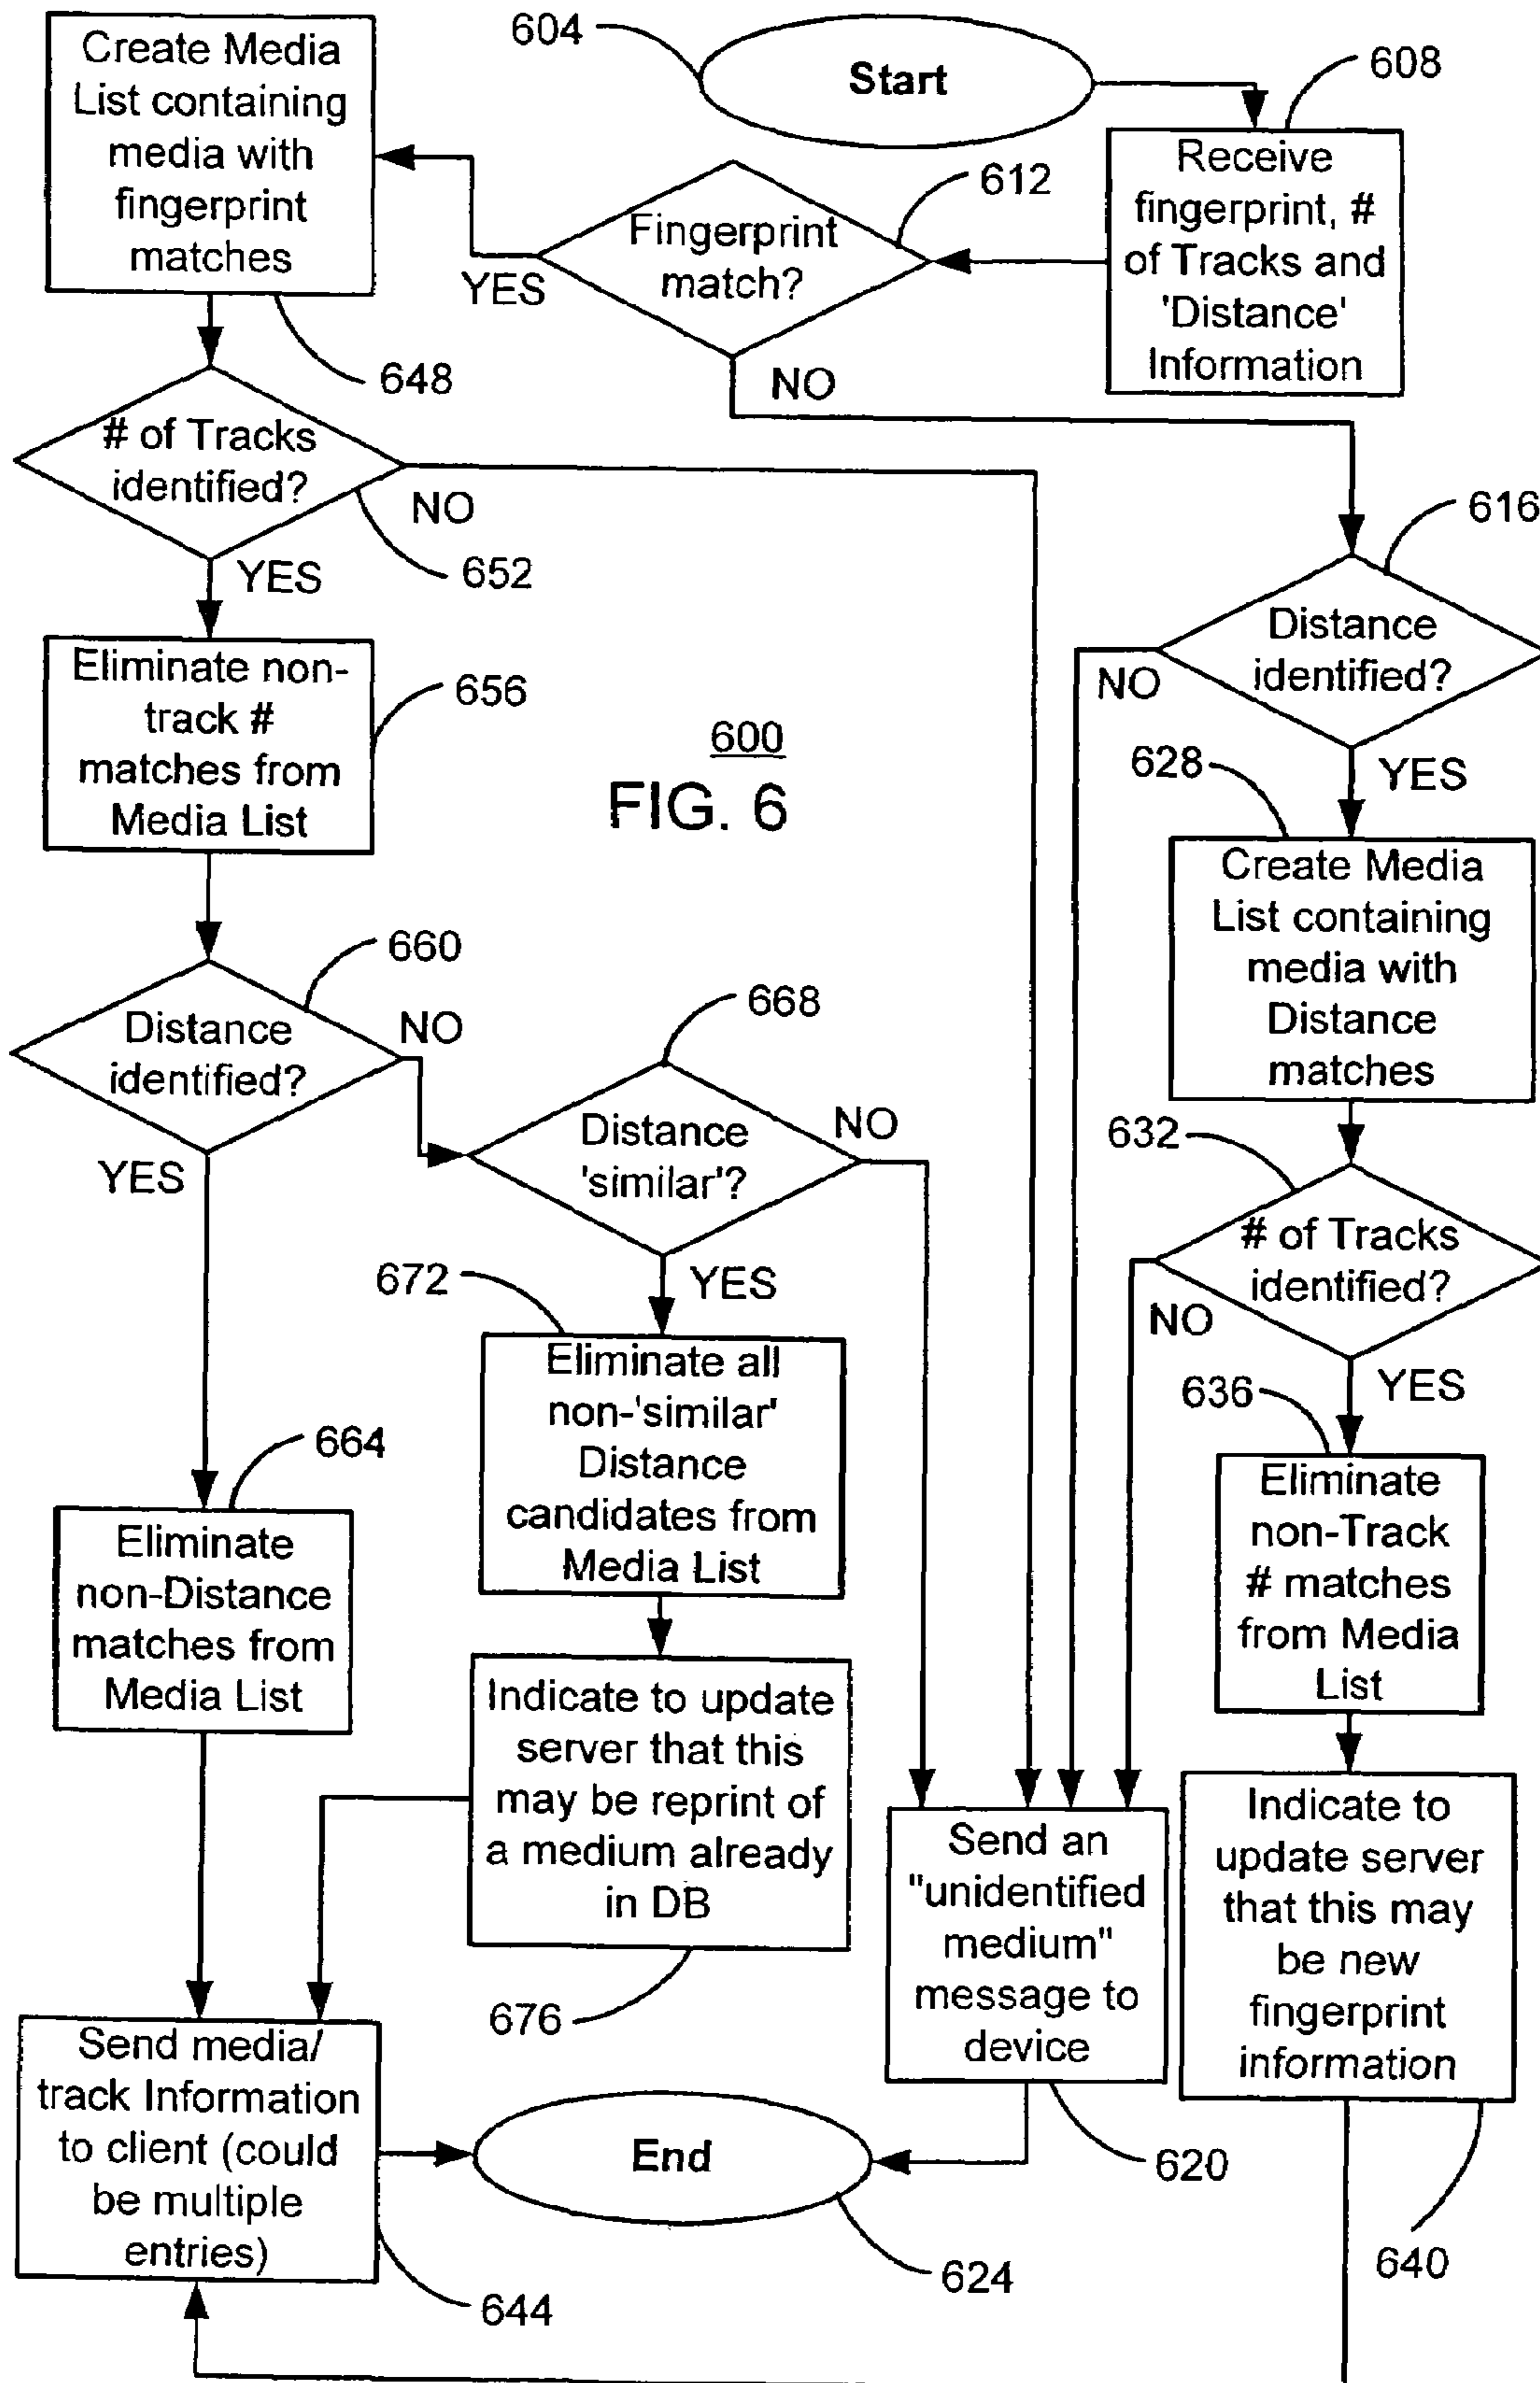 604
Start
608
Receive
fingerprint, #
of Tracks and
'Distance'
Information
612
Fingerprint
match?
YES
NO
Create Media
List containing
media with
fingerprint
matches
648
# of Tracks
identified?
NO
652
YES
Eliminate non-
track #
matches from
Media List
656
600
FIG. 6
616
Distance
identified?
NO
YES
628
Create Media
List containing
media with
Distance
matches
632
# of Tracks
identified?
NO
YES
636
Eliminate
non-Track
# matches
from Media
List
660
Distance
identified?
NO
YES
668
Distance
'similar'?
NO
YES
672
Eliminate all
non-'similar'
Distance
candidates from
Media List
664
Eliminate
non-Distance
matches from
Media List
Indicate to update
server that this
may be reprint of
a medium already
in DB
676
Send an
"unidentified
medium"
message to
device
620
Indicate to
update server
that this may
be new
fingerprint
information
640
Send media/
track Information
to client (could
be multiple
entries)
644
End
624